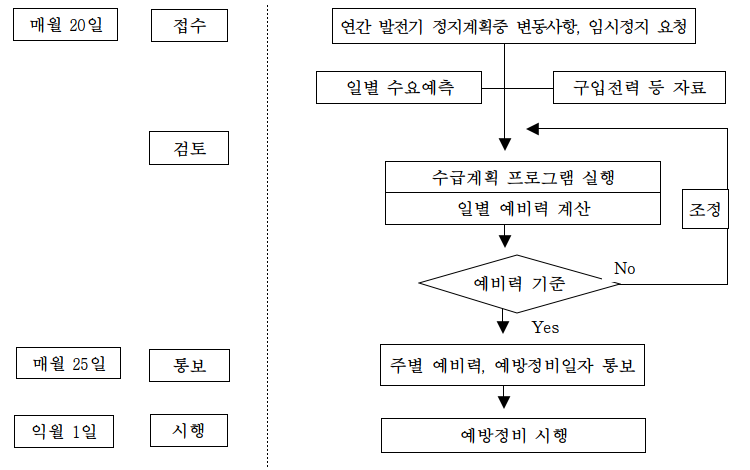 매월 20일
접수
연간 발전기 정지계획중 변동사항, 임시정지 요청
일별 수요예측
구입전력 등 자료
검토
수급계획 프로그램 실행
일별 예비력 계산
조정
예비력 기준
No
Yes
매월 25일
통보
주별 예비력, 예방정비일자 통보
익월 1일
시행
예방정비 시행